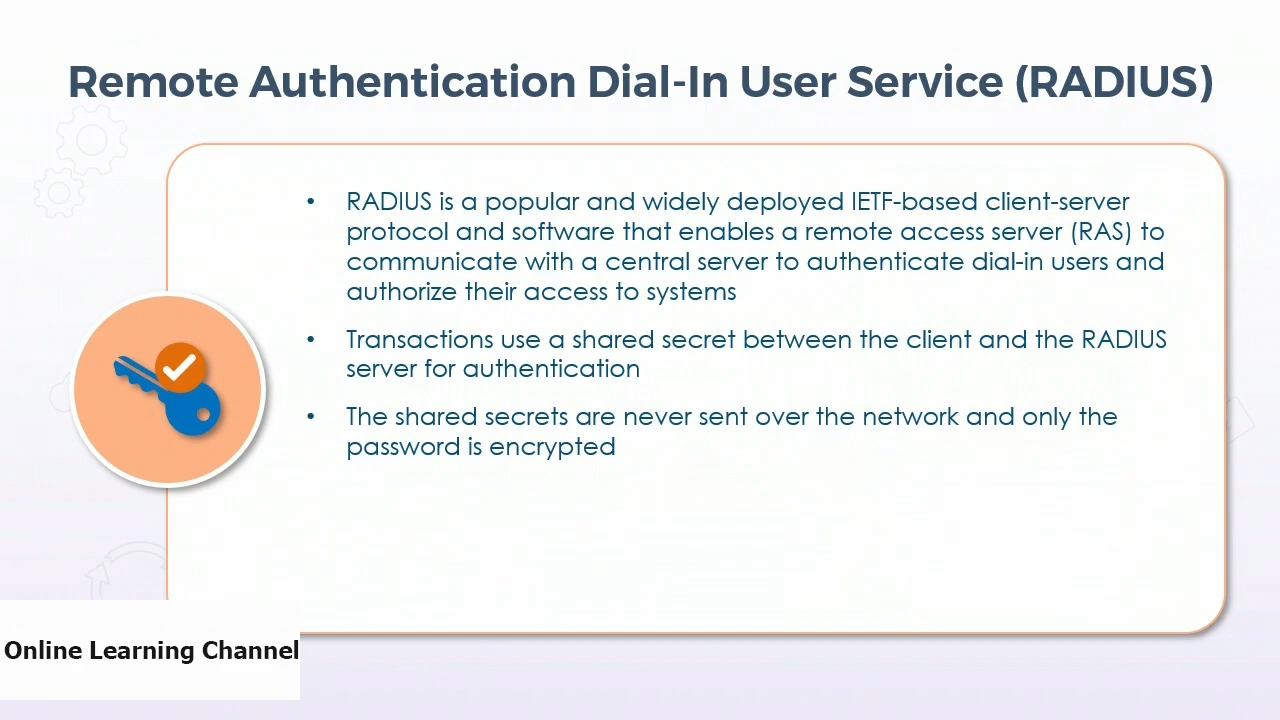 Remote Authentication Dial-In User Service (RADIUS)
• RADIUS is a popular and widely deployed IETF-based client-server
protocol and software that enables a remote access server (RAS) to
communicate with a central server to authenticate dial-in users and
authorize their access to systems
• Transactions use a shared secret between the client and the RADIUS
server for authentication
• The shared secrets are never sent over the network and only the
password is encrypted
Online Learning Channel